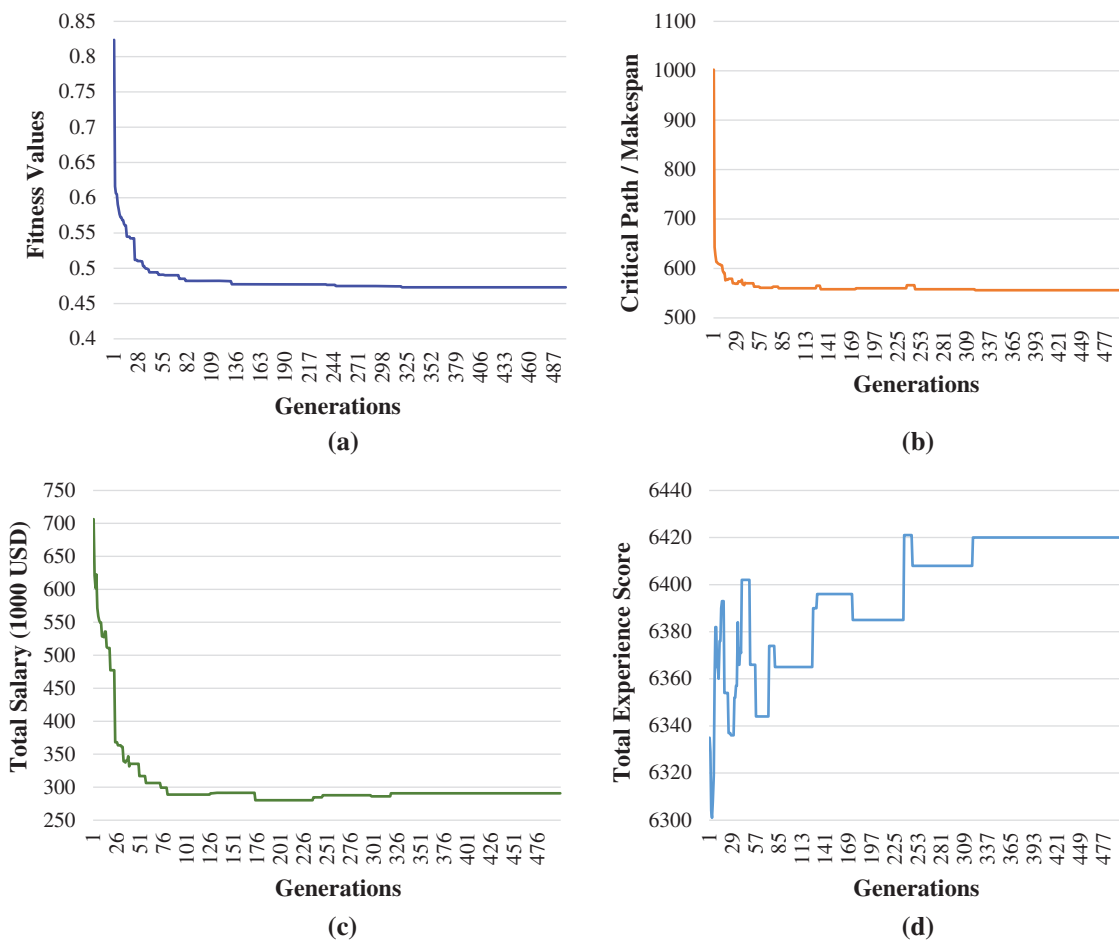 0.85
0.8
0.75
0.7
0.65
0.6
0.55
0.5
0.45
0.4
Fitness Values
1 28 55 82 109 136 163 190 217 244 271 298 325 352 379 406 433 460 487
Generations
(a)
1100
1000
900
800
700
600
500
Critical Path / Makespan
1 29 57 85 113 141 169 197 225 253 281 309 337 365 393 421 449 477
Generations
(b)
750
700
650
600
550
500
450
400
350
300
250
Total Salary (1000 USD)
1 26 51 76 101 126 151 176 201 226 251 276 301 326 351 376 401 426 451 476
Generations
(c)
6440
6420
6400
6380
6360
6340
6320
6300
Total Experience Score
1 29 57 85 113 141 169 197 225 253 281 309 337 365 393 421 449 477
Generations
(d)